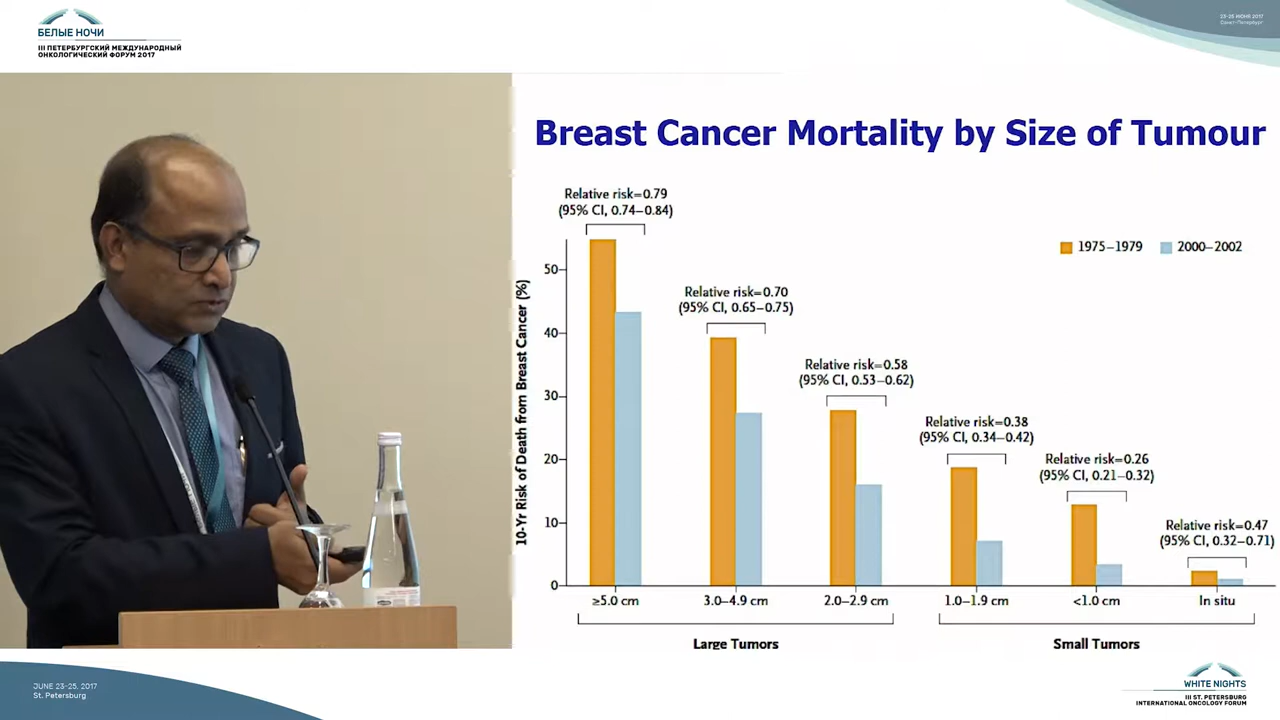 БЕЛЫЕ НОЧИ
III ПЕТЕРБУРГСКИЙ МЕЖДУНАРОДНЫЙ
ОНКОЛОГИЧЕСКИЙ ФОРУМ 2017
23-25 ИЮНЯ 2017
Санкт-Петербург
Breast Cancer Mortality by Size of Tumour
Relative risk=0.79
(95% CI, 0.74–0.84)
Relative risk=0.70
(95% CI, 0.65–0.75)
Relative risk=0.58
(95% CI, 0.53–0.62)
Relative risk=0.38
(95% CI, 0.34–0.42)
Relative risk=0.26
(95% CI, 0.21–0.32)
Relative risk=0.47
(95% CI, 0.32–0.71)
1975–1979
2000–2002
10-Yr Risk of Death from Breast Cancer (%)
50
40
30
20
10
0
≥5.0 cm
3.0–4.9 cm
2.0–2.9 cm
1.0–1.9 cm
<1.0 cm
In situ
Large Tumors
Small Tumors
JUNE 23-25, 2017
St. Petersburg
WHITE NIGHTS
III ST. PETERSBURG
INTERNATIONAL ONCOLOGY FORUM